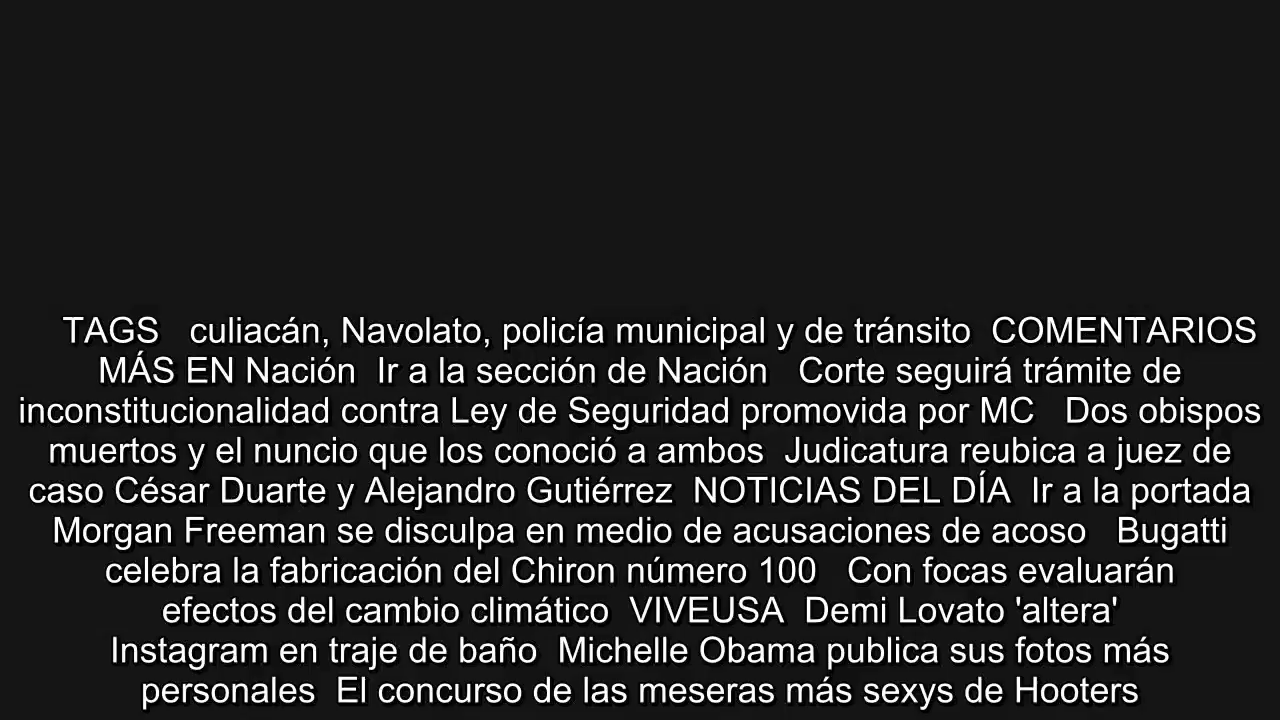 TAGS culiacán, Navolato, policía municipal y de tránsito COMENTARIOS
MÁS EN Nación Ir a la sección de Nación Corte seguirá trámite de
inconstitucionalidad contra Ley de Seguridad promovida por MC Dos obispos
muertos y el nuncio que los conoció a ambos Judicatura reubica a juez de
caso César Duarte y Alejandro Gutiérrez NOTICIAS DEL DÍA Ir a la portada
Morgan Freeman se disculpa en medio de acusaciones de acoso Bugatti
celebra la fabricación del Chiron número 100 Con focas evaluarán
efectos del cambio climático VIVEUSA Demi Lovato 'altera'
Instagram en traje de baño Michelle Obama publica sus fotos más
personales El concurso de las meseras más sexys de Hooters